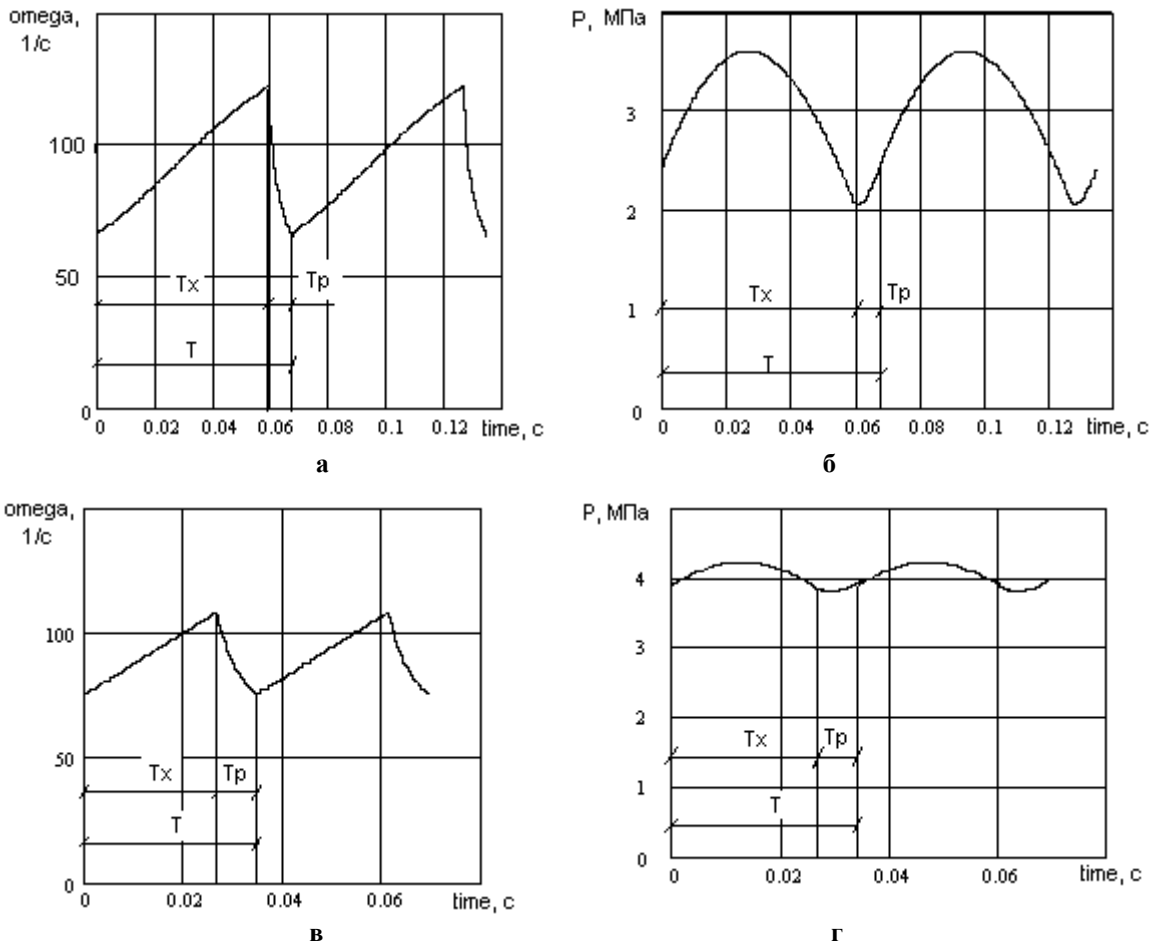 omega,
1/c
100
50
0
Tx
Tp
T
0 0.02 0.04 0.06 0.08 0.1 0.12 time, c
а
P, МПа
3
2
1
0
Tx
Tp
T
0 0.02 0.04 0.06 0.08 0.1 0.12 time, c
б
omega,
1/c
100
50
0
Tx Tp
T
0 0.02 0.04 0.06 time, c
в
P, МПа
4
3
2
1
0
Tx Tp
T
0 0.02 0.04 0.06 time, c
г